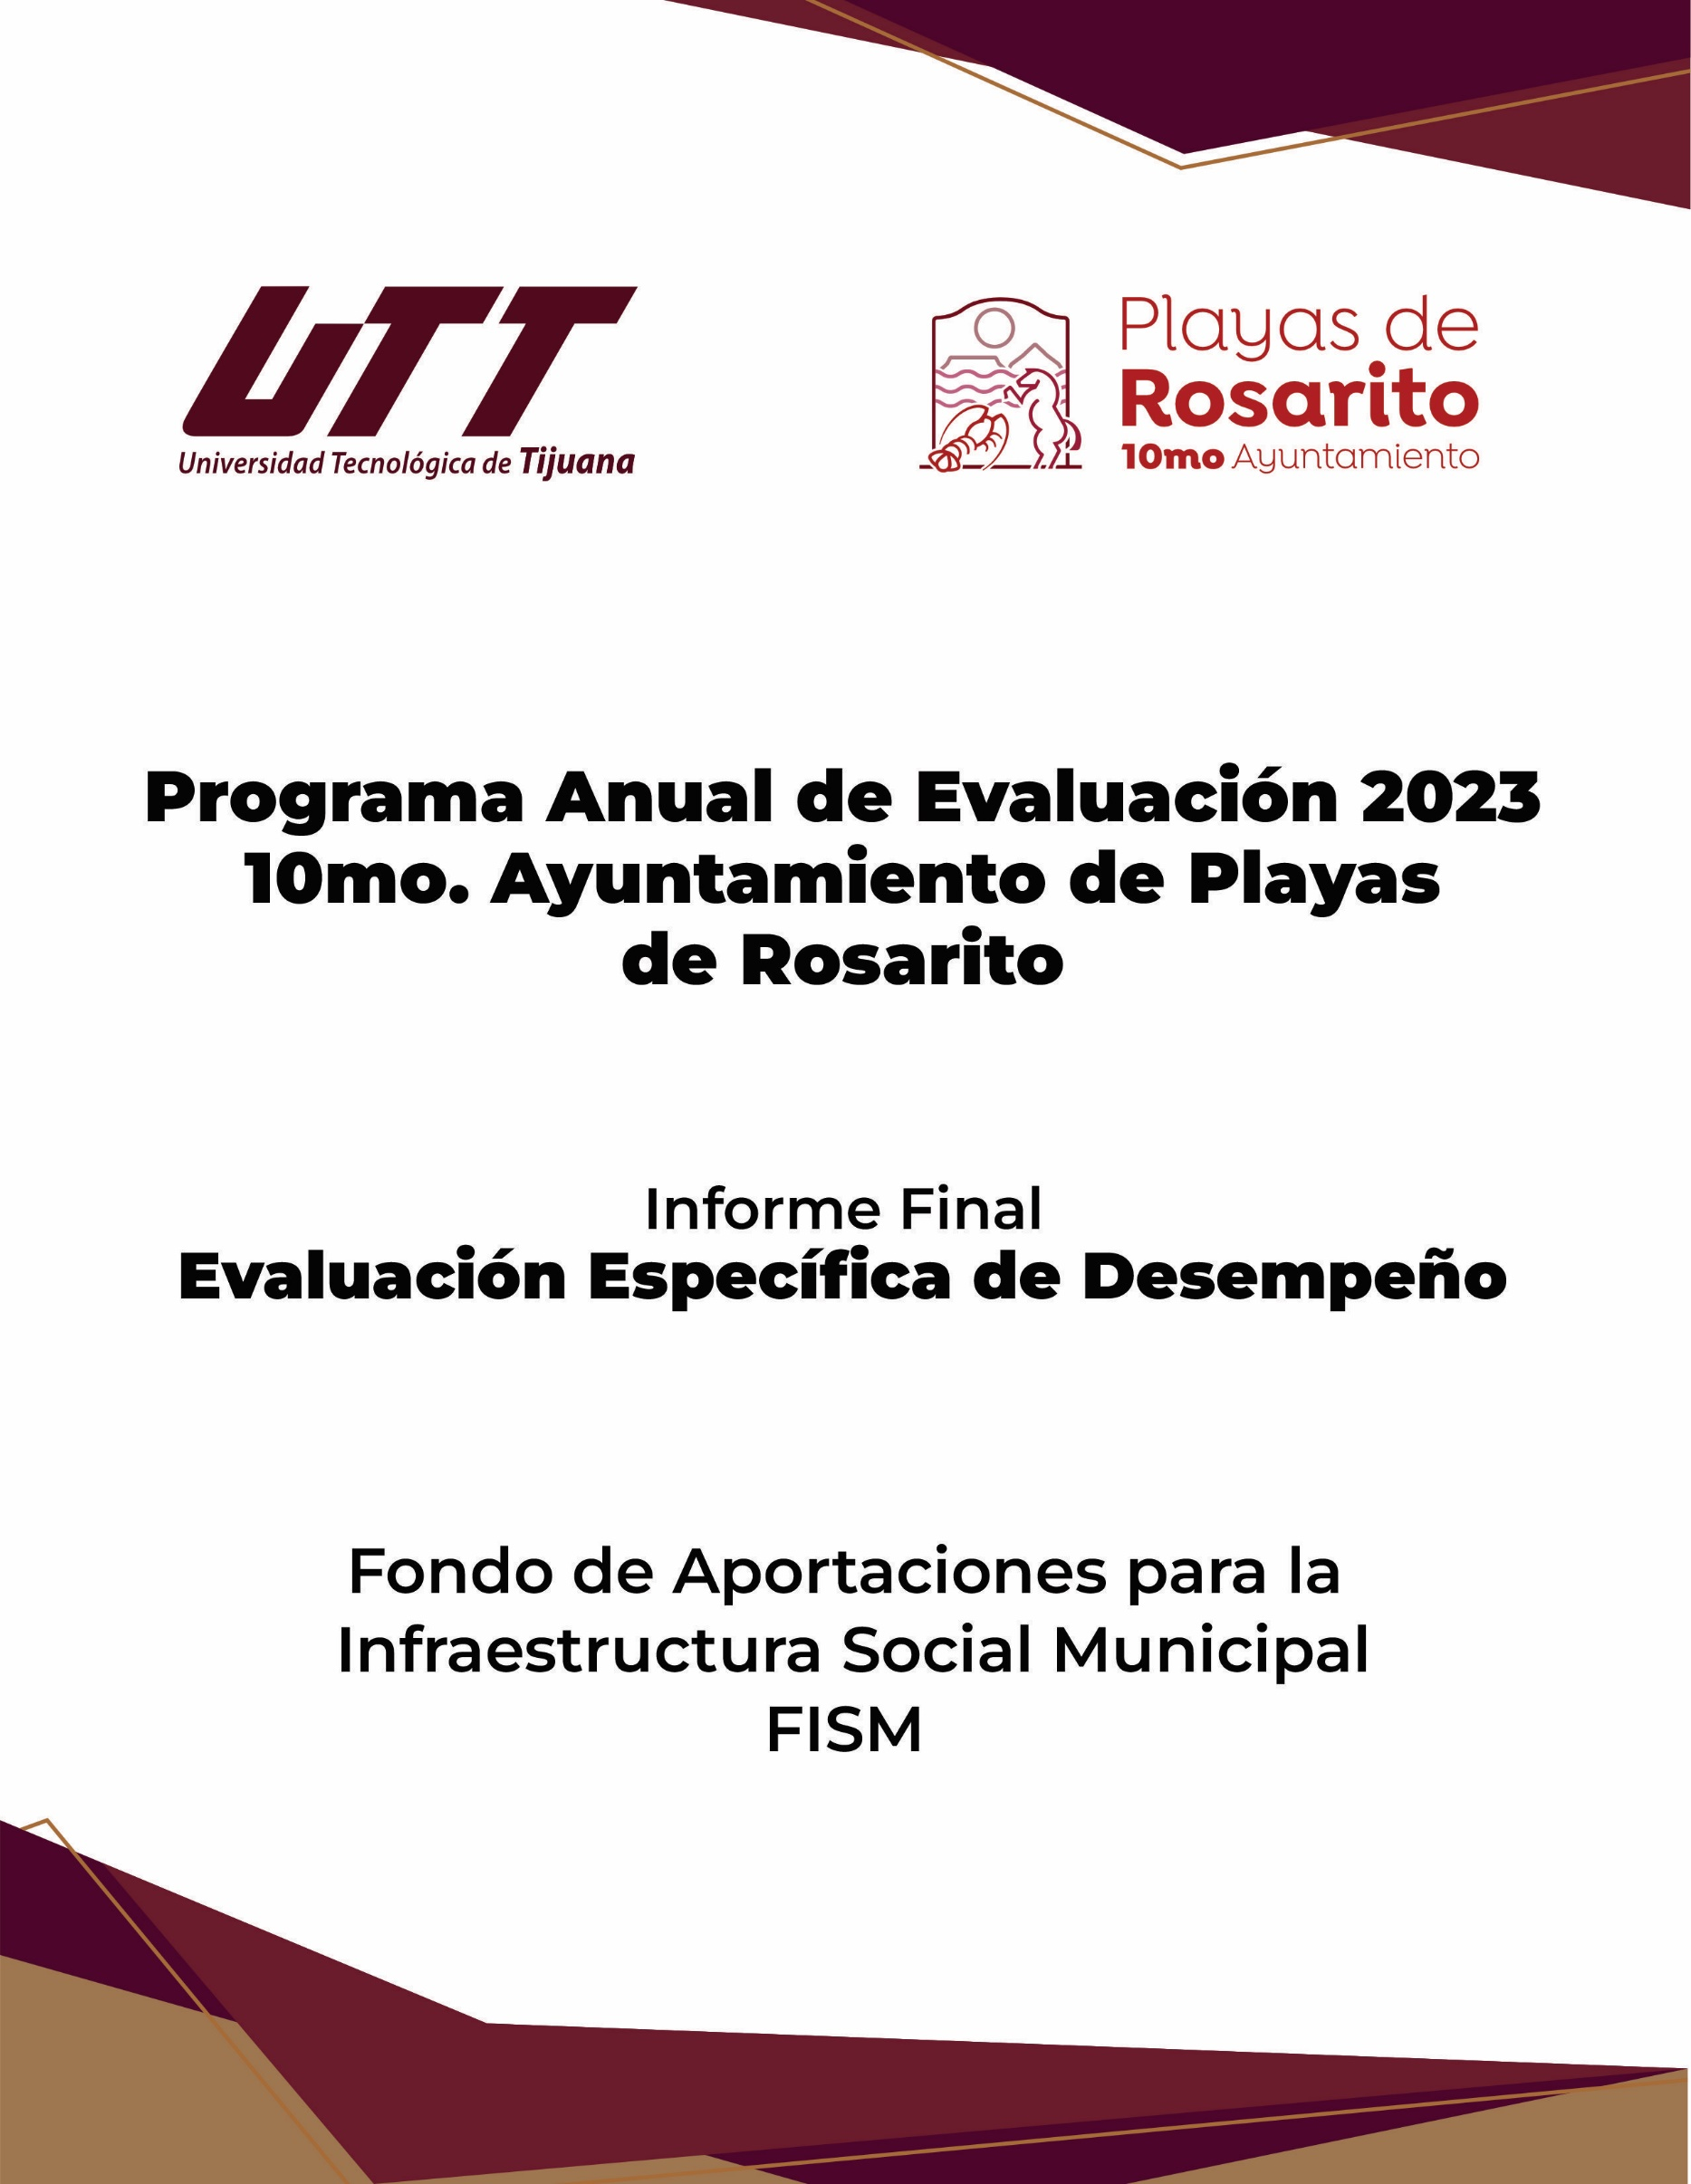 UTT
Universidad Tecnológica de Tijuana
Playas de
Rosarito
10mo Ayuntamiento
Programa Anual de Evaluación 2023
10mo. Ayuntamiento de Playas
de Rosarito
Informe Final
Evaluación Específica de Desempeño
Fondo de Aportaciones para la
Infraestructura Social Municipal
FISM